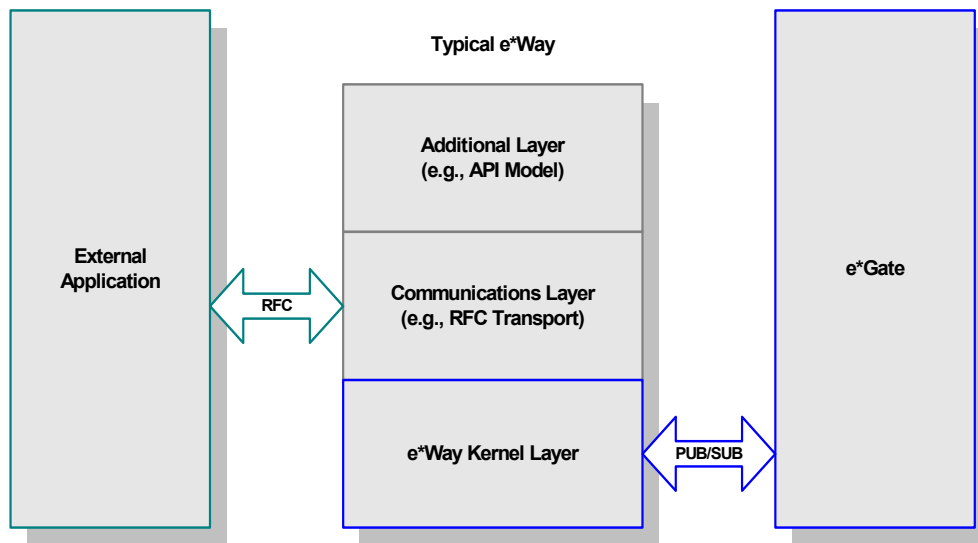 Typical e*Way
Additional Layer
(e.g., API Model)
External
Application
RFC
Communications Layer
(e.g., RFC Transport)
e*Gate
e*Way Kernel Layer
PUB/SUB